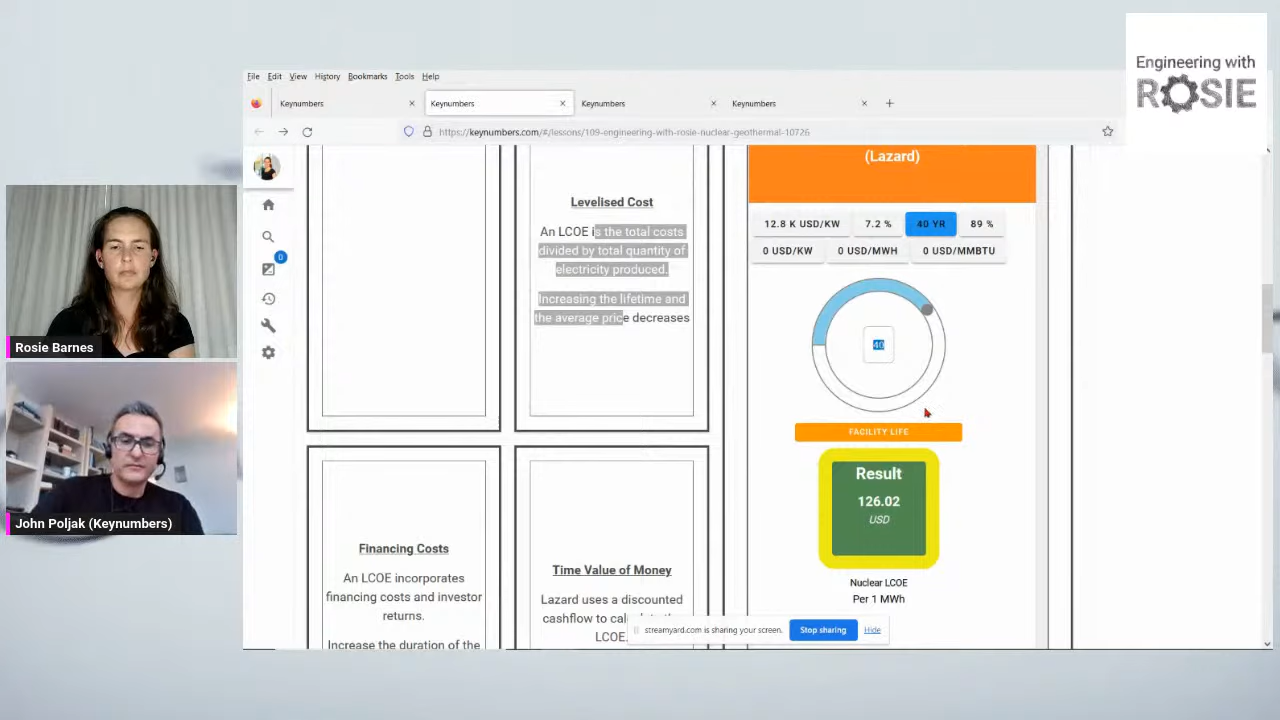 Engineering with
ROSIE
File Edit View History Bookmarks Tools Help
Keynumbers
Keynumbers
Keynumbers
Keynumbers
https://keynumbers.com/#/lessons/109-engineering-with-rosie-nuclear-geothermal-10726
0
Levelised Cost
An LCOE is the total costs
divided by total quantity of
electricity produced.
Increasing the lifetime and
the average price decreases
(Lazard)
12.8 K USD/KW 7.2 % 40 YR 89 %
0 USD/KW 0 USD/MWH 0 USD/MMBTU
40
FACILITY LIFE
Result
126.02
USD
Nuclear LCOE
Per 1 MWh
Financing Costs
An LCOE incorporates
financing costs and investor
returns.
Increase the duration of the
Time Value of Money
Lazard uses a discounted
cashflow to
LCOE.
streamyard.com is sharing your screen.
Stop sharing
Hide
Rosie Barnes
John Poljak (Keynumbers)